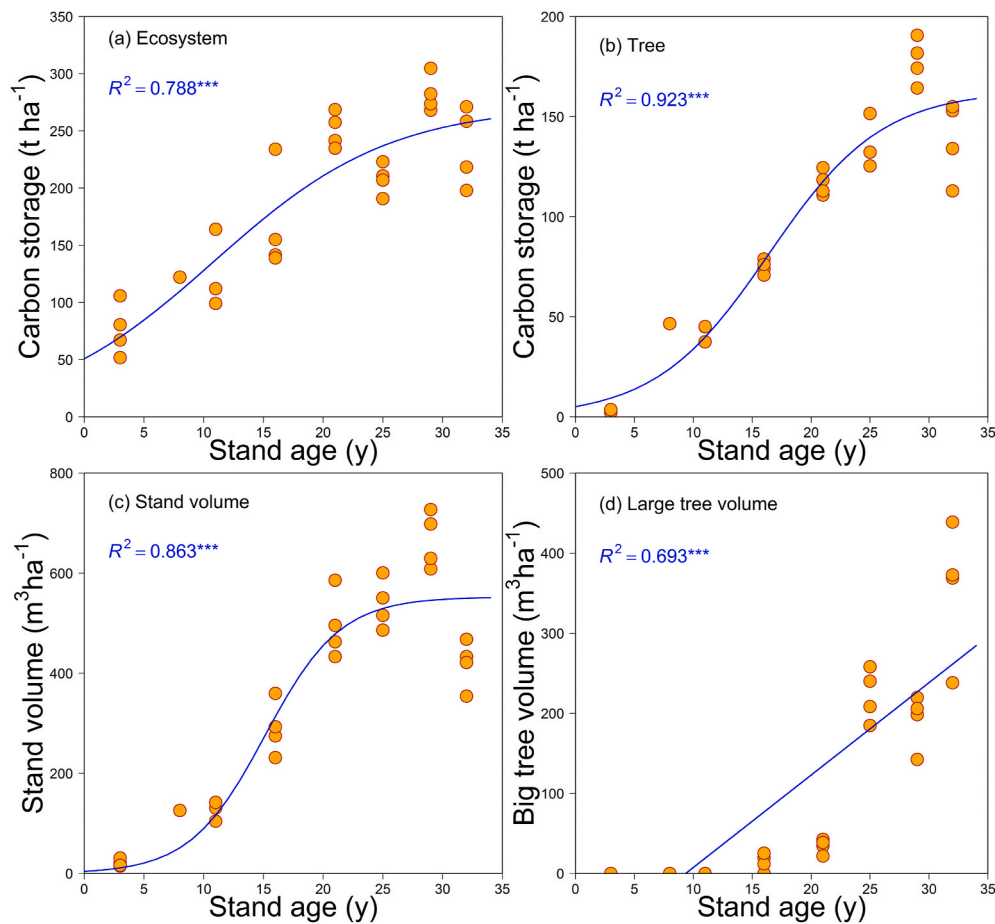 (a) Ecosystem
R² = 0.788***
Carbon storage (t ha⁻¹)
350
300
250
200
150
100
50
0
0 5 10 15 20 25 30 35
Stand age (y)
(b) Tree
R² = 0.923***
Carbon storage (t ha⁻¹)
200
150
100
50
0
0 5 10 15 20 25 30 35
Stand age (y)
(c) Stand volume
R² = 0.863***
Stand volume (m³ha⁻¹)
800
600
400
200
0
0 5 10 15 20 25 30 35
Stand age (y)
(d) Large tree volume
R² = 0.693***
Big tree volume (m³ha⁻¹)
500
400
300
200
100
0
0 5 10 15 20 25 30 35
Stand age (y)